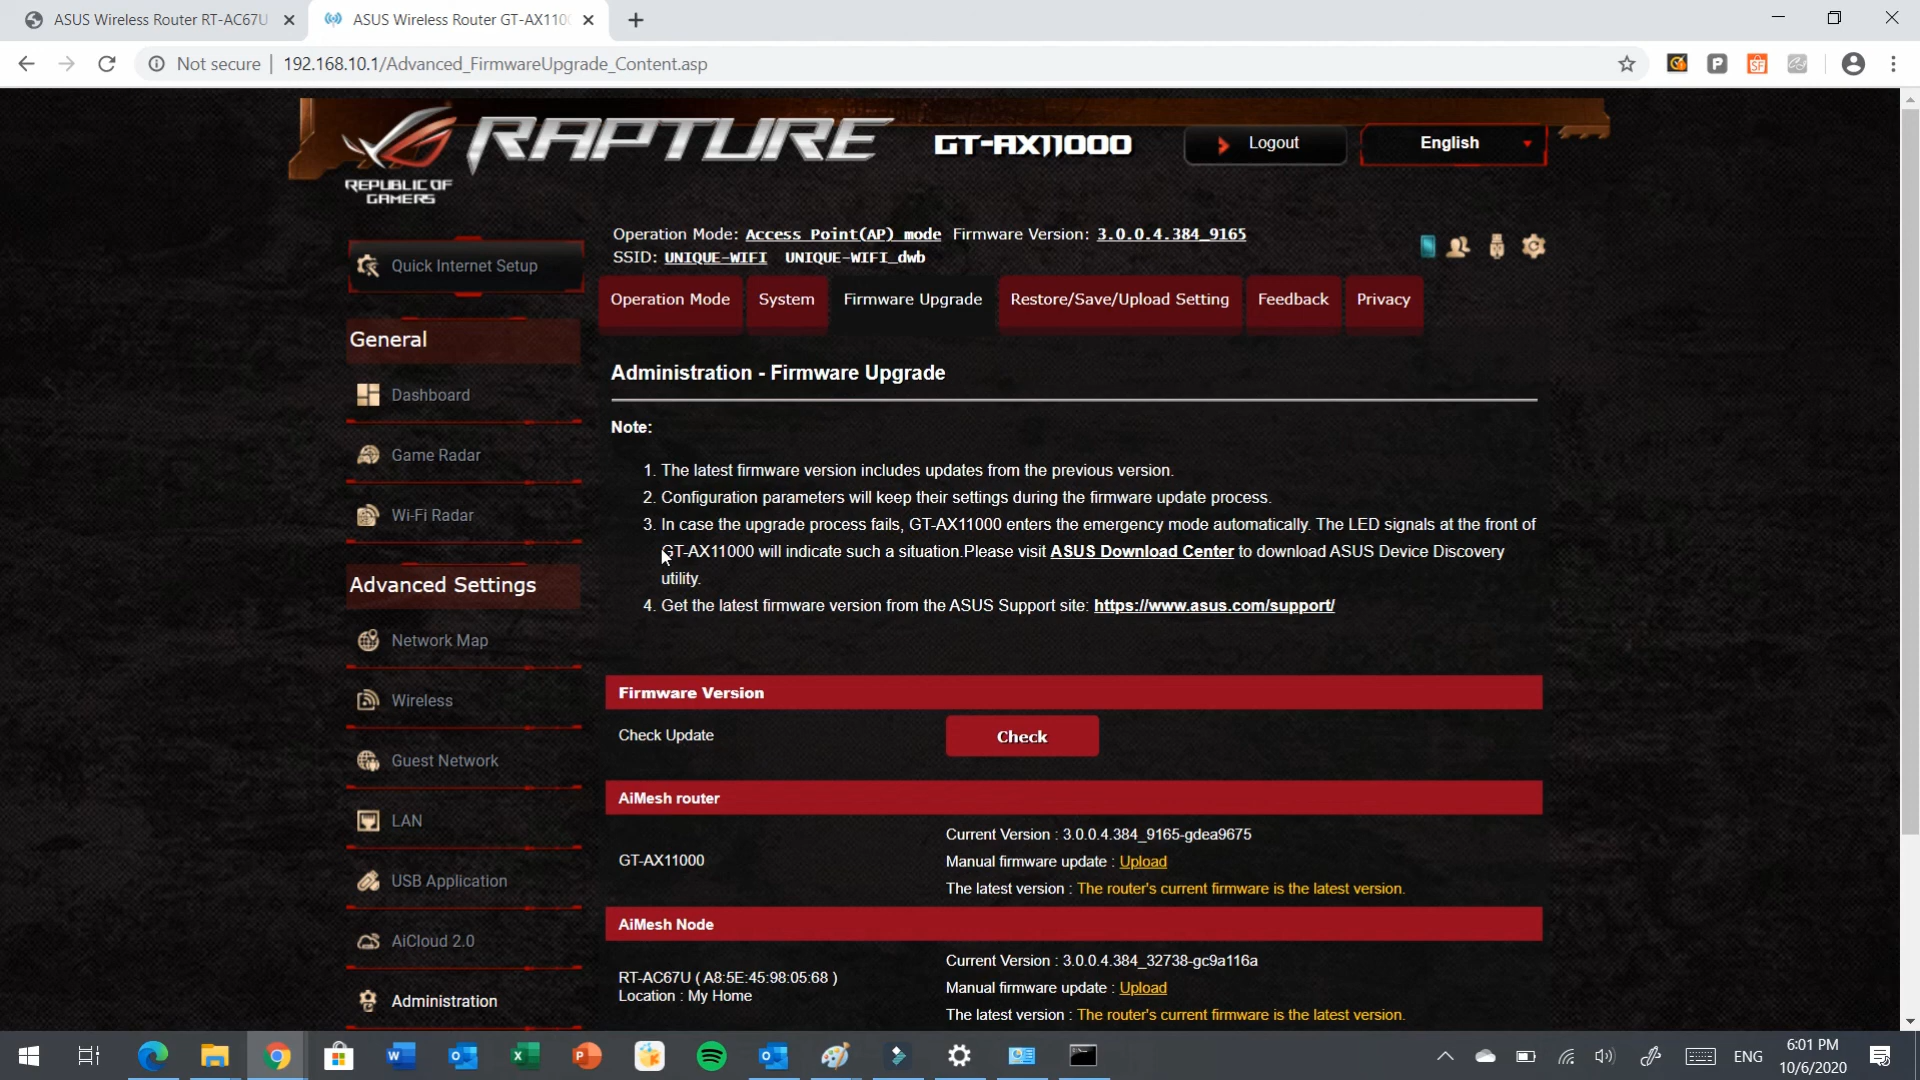 ASUS Wireless Router RT-AC67U
ASUS Wireless Router GT-AX110
Not secure
192.168.10.1/Advanced_FirmwareUpgrade_Content.asp
REPUBLIC OF
GAMERS
RAPTURE
GT-AX11000
Logout
English
Operation Mode: Access Point(AP) mode Firmware Version: 3.0.0.4.384_9165
SSID: UNIQUE-WIFI UNIQUE-WIFI_dwb
Quick Internet Setup
General
Dashboard
Game Radar
Wi-Fi Radar
Advanced Settings
Network Map
Wireless
Guest Network
LAN
USB Application
AiCloud 2.0
Administration
Operation Mode
System
Firmware Upgrade
Restore/Save/Upload Setting
Feedback
Privacy
Administration - Firmware Upgrade
Note:
1. The latest firmware version includes updates from the previous version.
2. Configuration parameters will keep their settings during the firmware update process.
3. In case the upgrade process fails, GT-AX11000 enters the emergency mode automatically. The LED signals at the front of
GT-AX11000 will indicate such a situation.Please visit ASUS Download Center to download ASUS Device Discovery
utility.
4. Get the latest firmware version from the ASUS Support site: https://www.asus.com/support/
Firmware Version
Check Update
Check
AiMesh router
GT-AX11000
Current Version : 3.0.0.4.384_9165-gdea9675
Manual firmware update : Upload
The latest version : The router's current firmware is the latest version.
AiMesh Node
RT-AC67U ( A8:5E:45:98:05:68 )
Location : My Home
Current Version : 3.0.0.4.384_32738-gc9a116a
Manual firmware update : Upload
The latest version : The router's current firmware is the latest version.
ENG
6:01 PM
10/6/2020